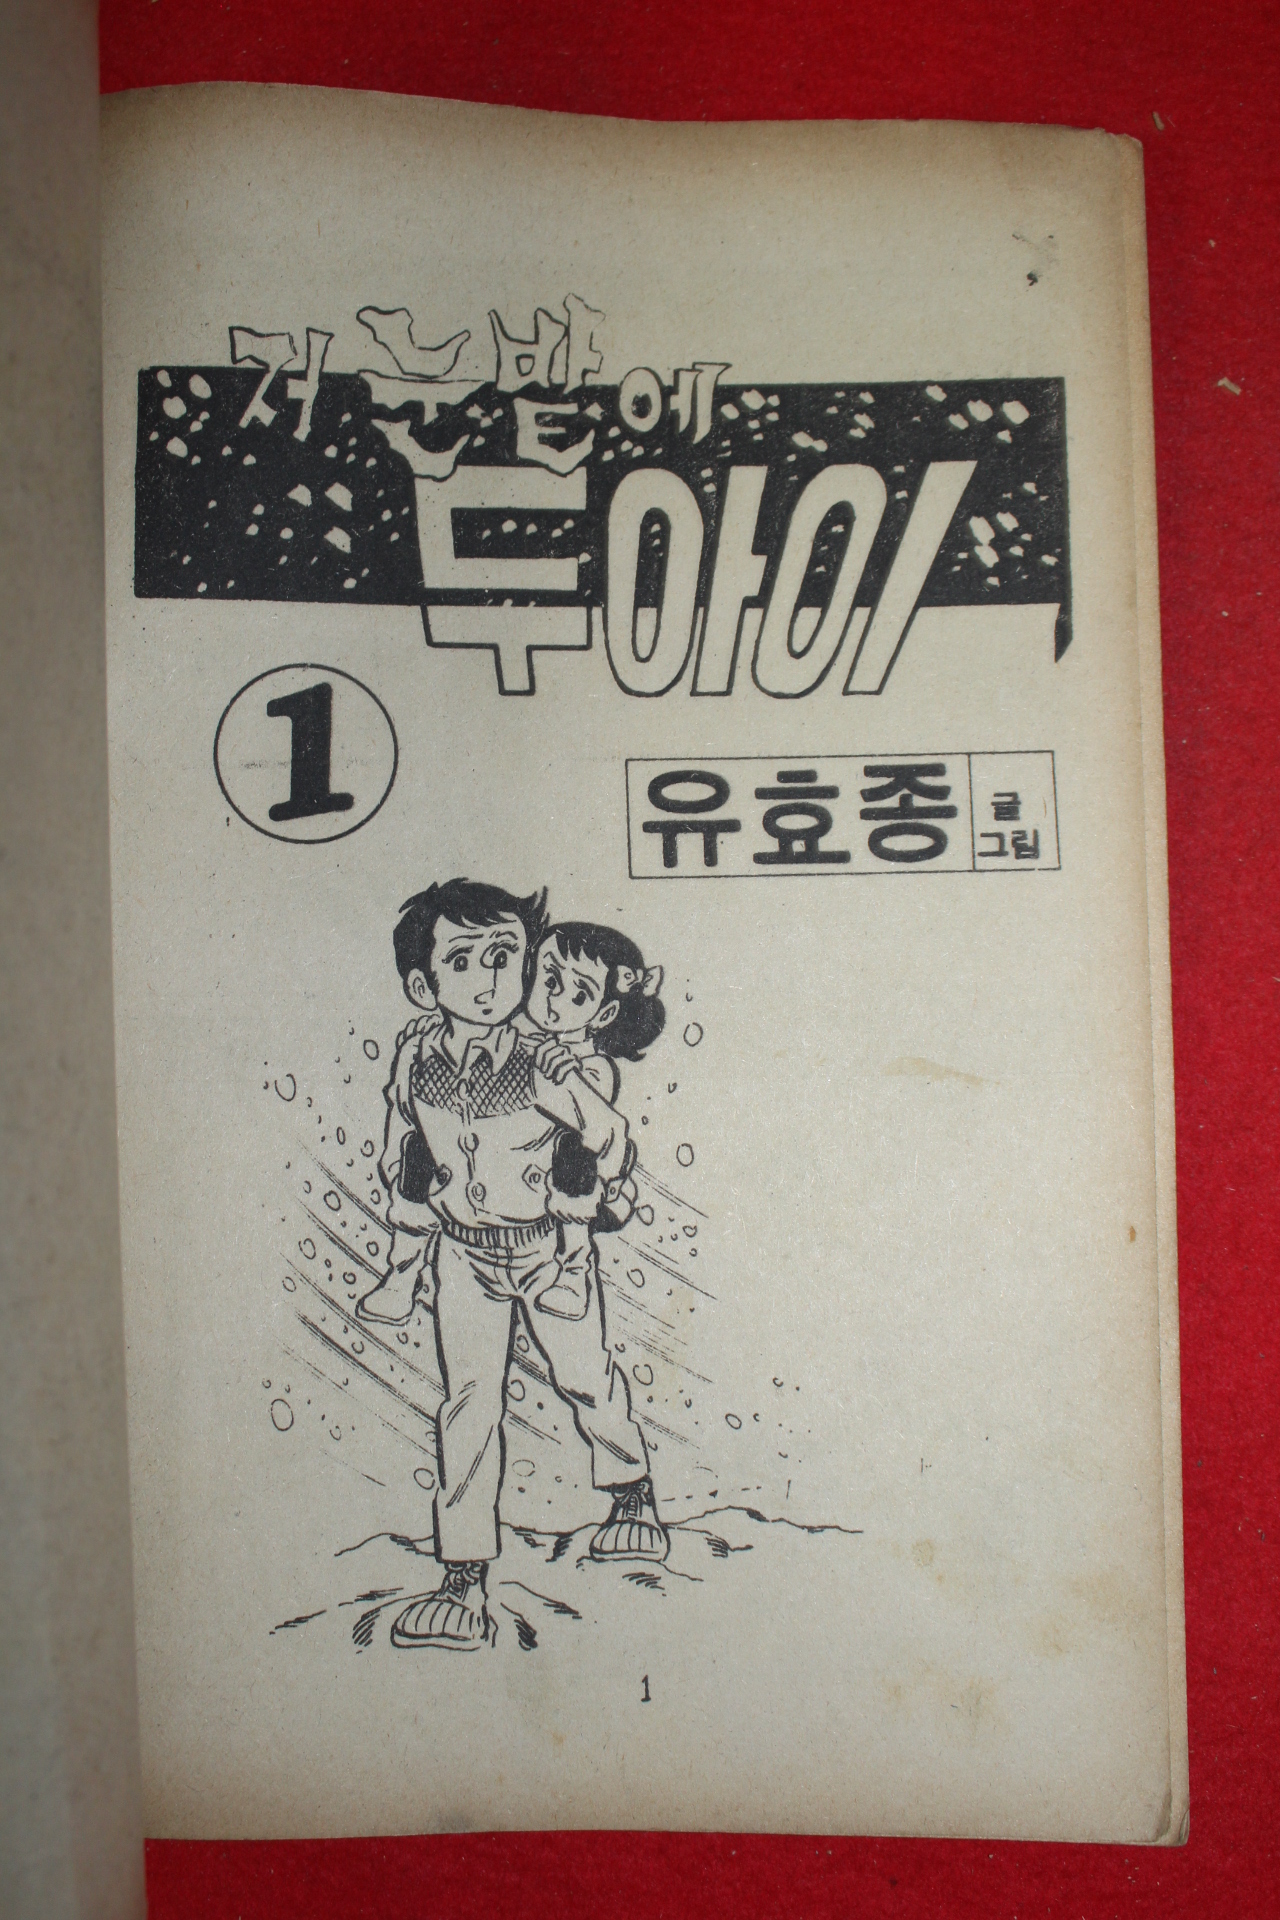 저 눈밭에
두아이
1
유효종 글
그림
1